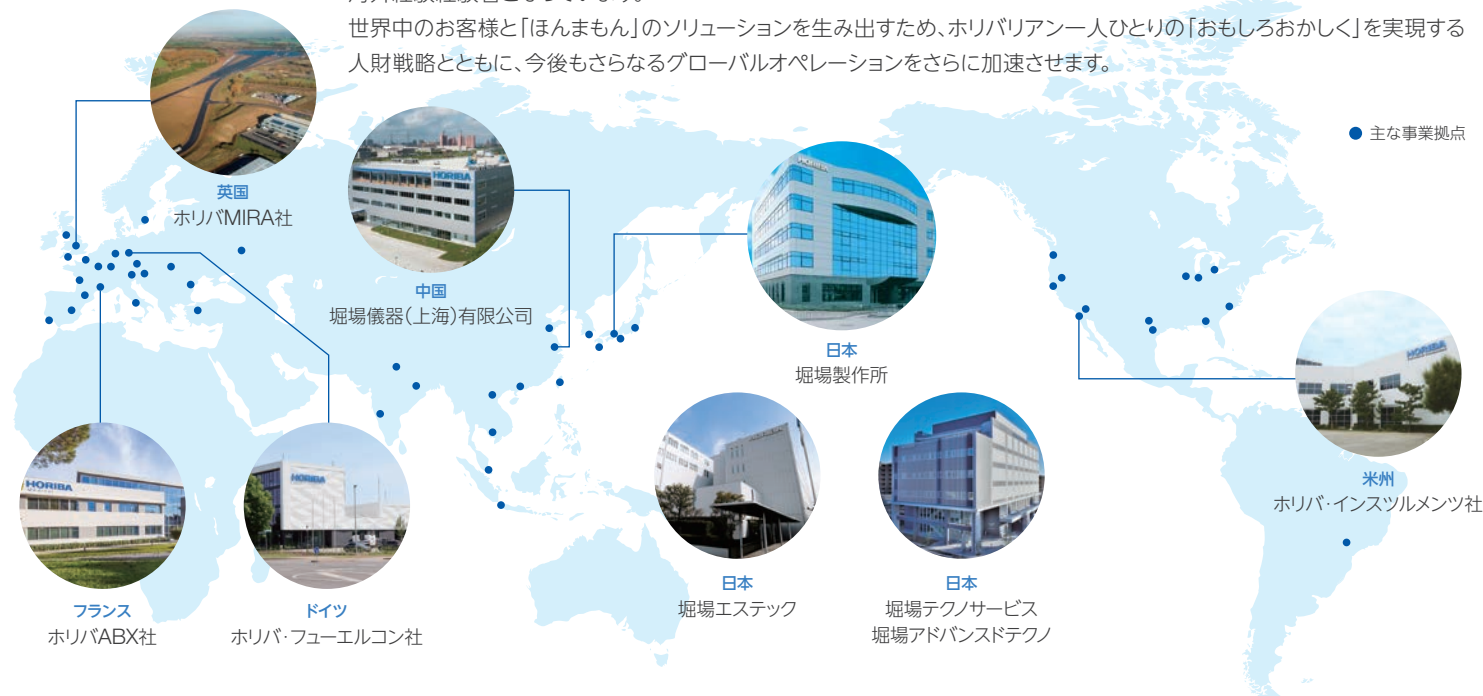 世界中のお客様と「ほんまもん」のソリューションを生み出すため、ホリバリアン一人ひとりの「おもしろおかしく」を実現する
人財戦略とともに、今後もさらなるグローバルオペレーションをさらに加速させます。
主な事業拠点
英国
ホリバMIRA社
HORIBA
中国
堀場儀器(上海)有限公司
HORIBA
日本
堀場製作所
HORIBA
米州
ホリバ・インスツルメンツ社
HORIBA
フランス
ホリバABX社
HORIBA
ドイツ
ホリバ・フューエルコン社
日本
堀場エステック
日本
堀場テクノサービス
堀場アドバンスドテクノ